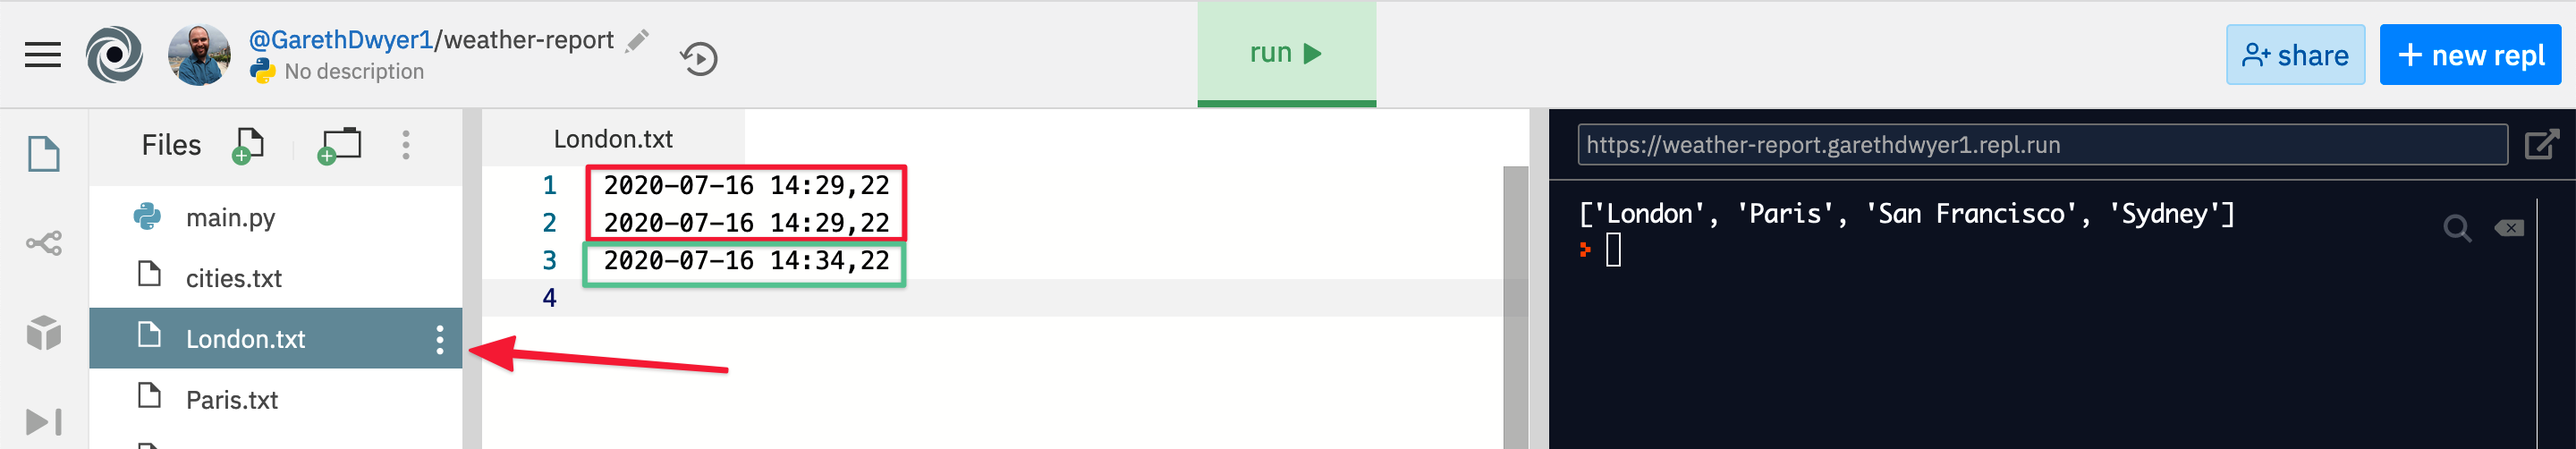 @GarethDwyer1/weather-report
No description
run
share
+ new repl
Files
main.py
cities.txt
London.txt
Paris.txt
London.txt
1 2020-07-16 14:29,22
2 2020-07-16 14:29,22
3 2020-07-16 14:34,22
4
https://weather-report.garethdwyer1.repl.run
['London', 'Paris', 'San Francisco', 'Sydney']